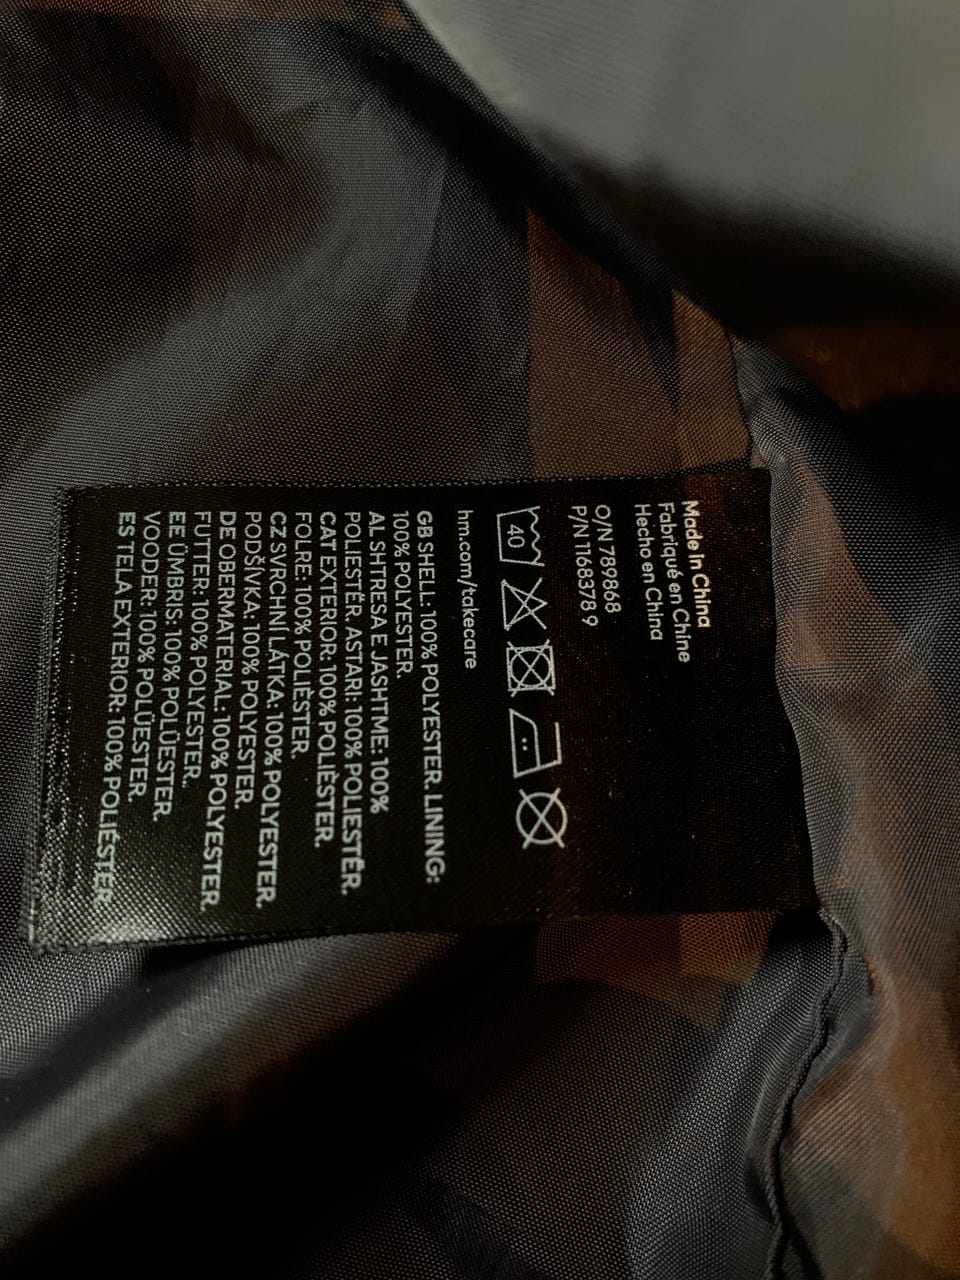 Made in China
Fabriqué en Chine
Hecho en China
O/N 789868
P/N 1168378 9
40
hm.com/takecare
GB SHELL: 100% POLYESTER. LINING:
100% POLYESTER.
AL SHTRESA E JASHTME: 100%
POLIESTËR. ASTARI: 100% POLIESTËR.
CAT EXTERIOR: 100% POLIÈSTER.
FOLRE: 100% POLIÈSTER.
CZ SVRCHNÍ LÁTKA: 100% POLYESTER.
PODŠÍVKA: 100% POLYESTER.
DE OBERMATERIAL: 100% POLYESTER.
FUTTER: 100% POLYESTER.
EE ÜMBRIS: 100% POLÜESTER.
VOODER: 100% POLÜESTER.
ES TELA EXTERIOR: 100% POLIÉSTER.